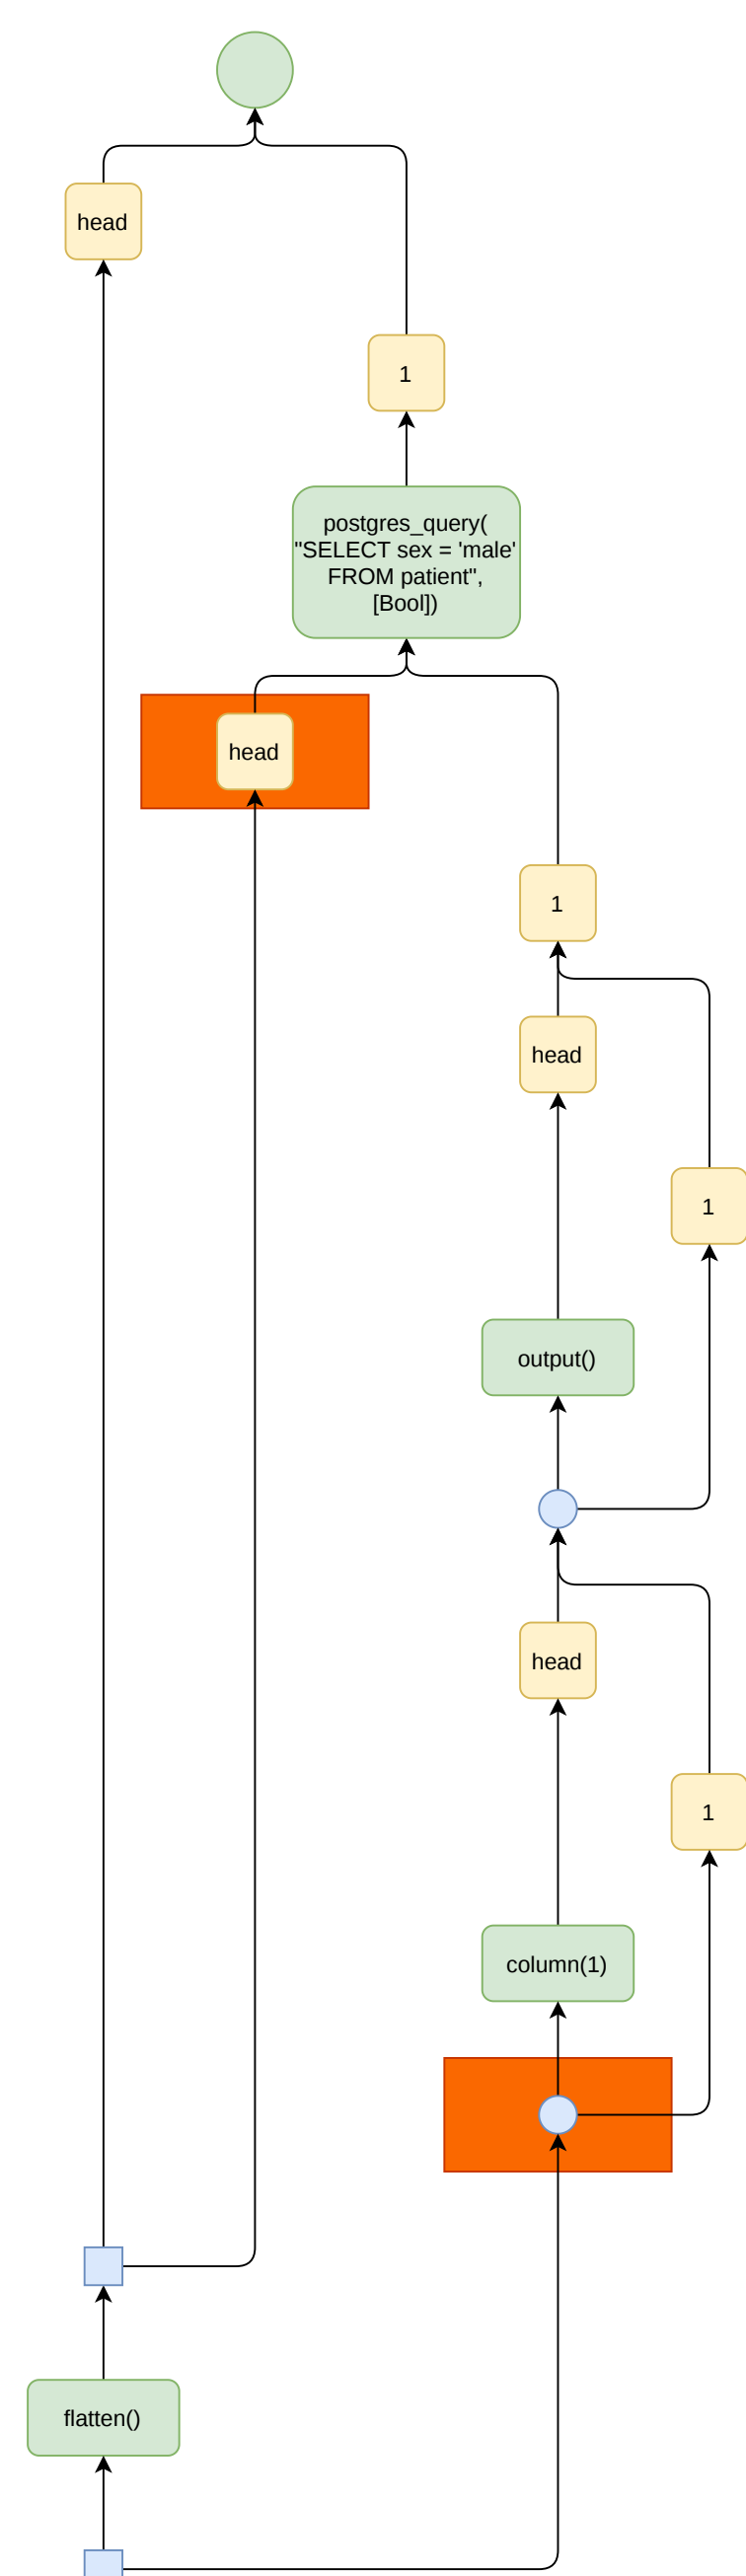 head
1
postgres_query(
"SELECT sex = 'male'
FROM patient",
[Bool])
head
1
head
1
output()
head
1
column(1)
flatten()